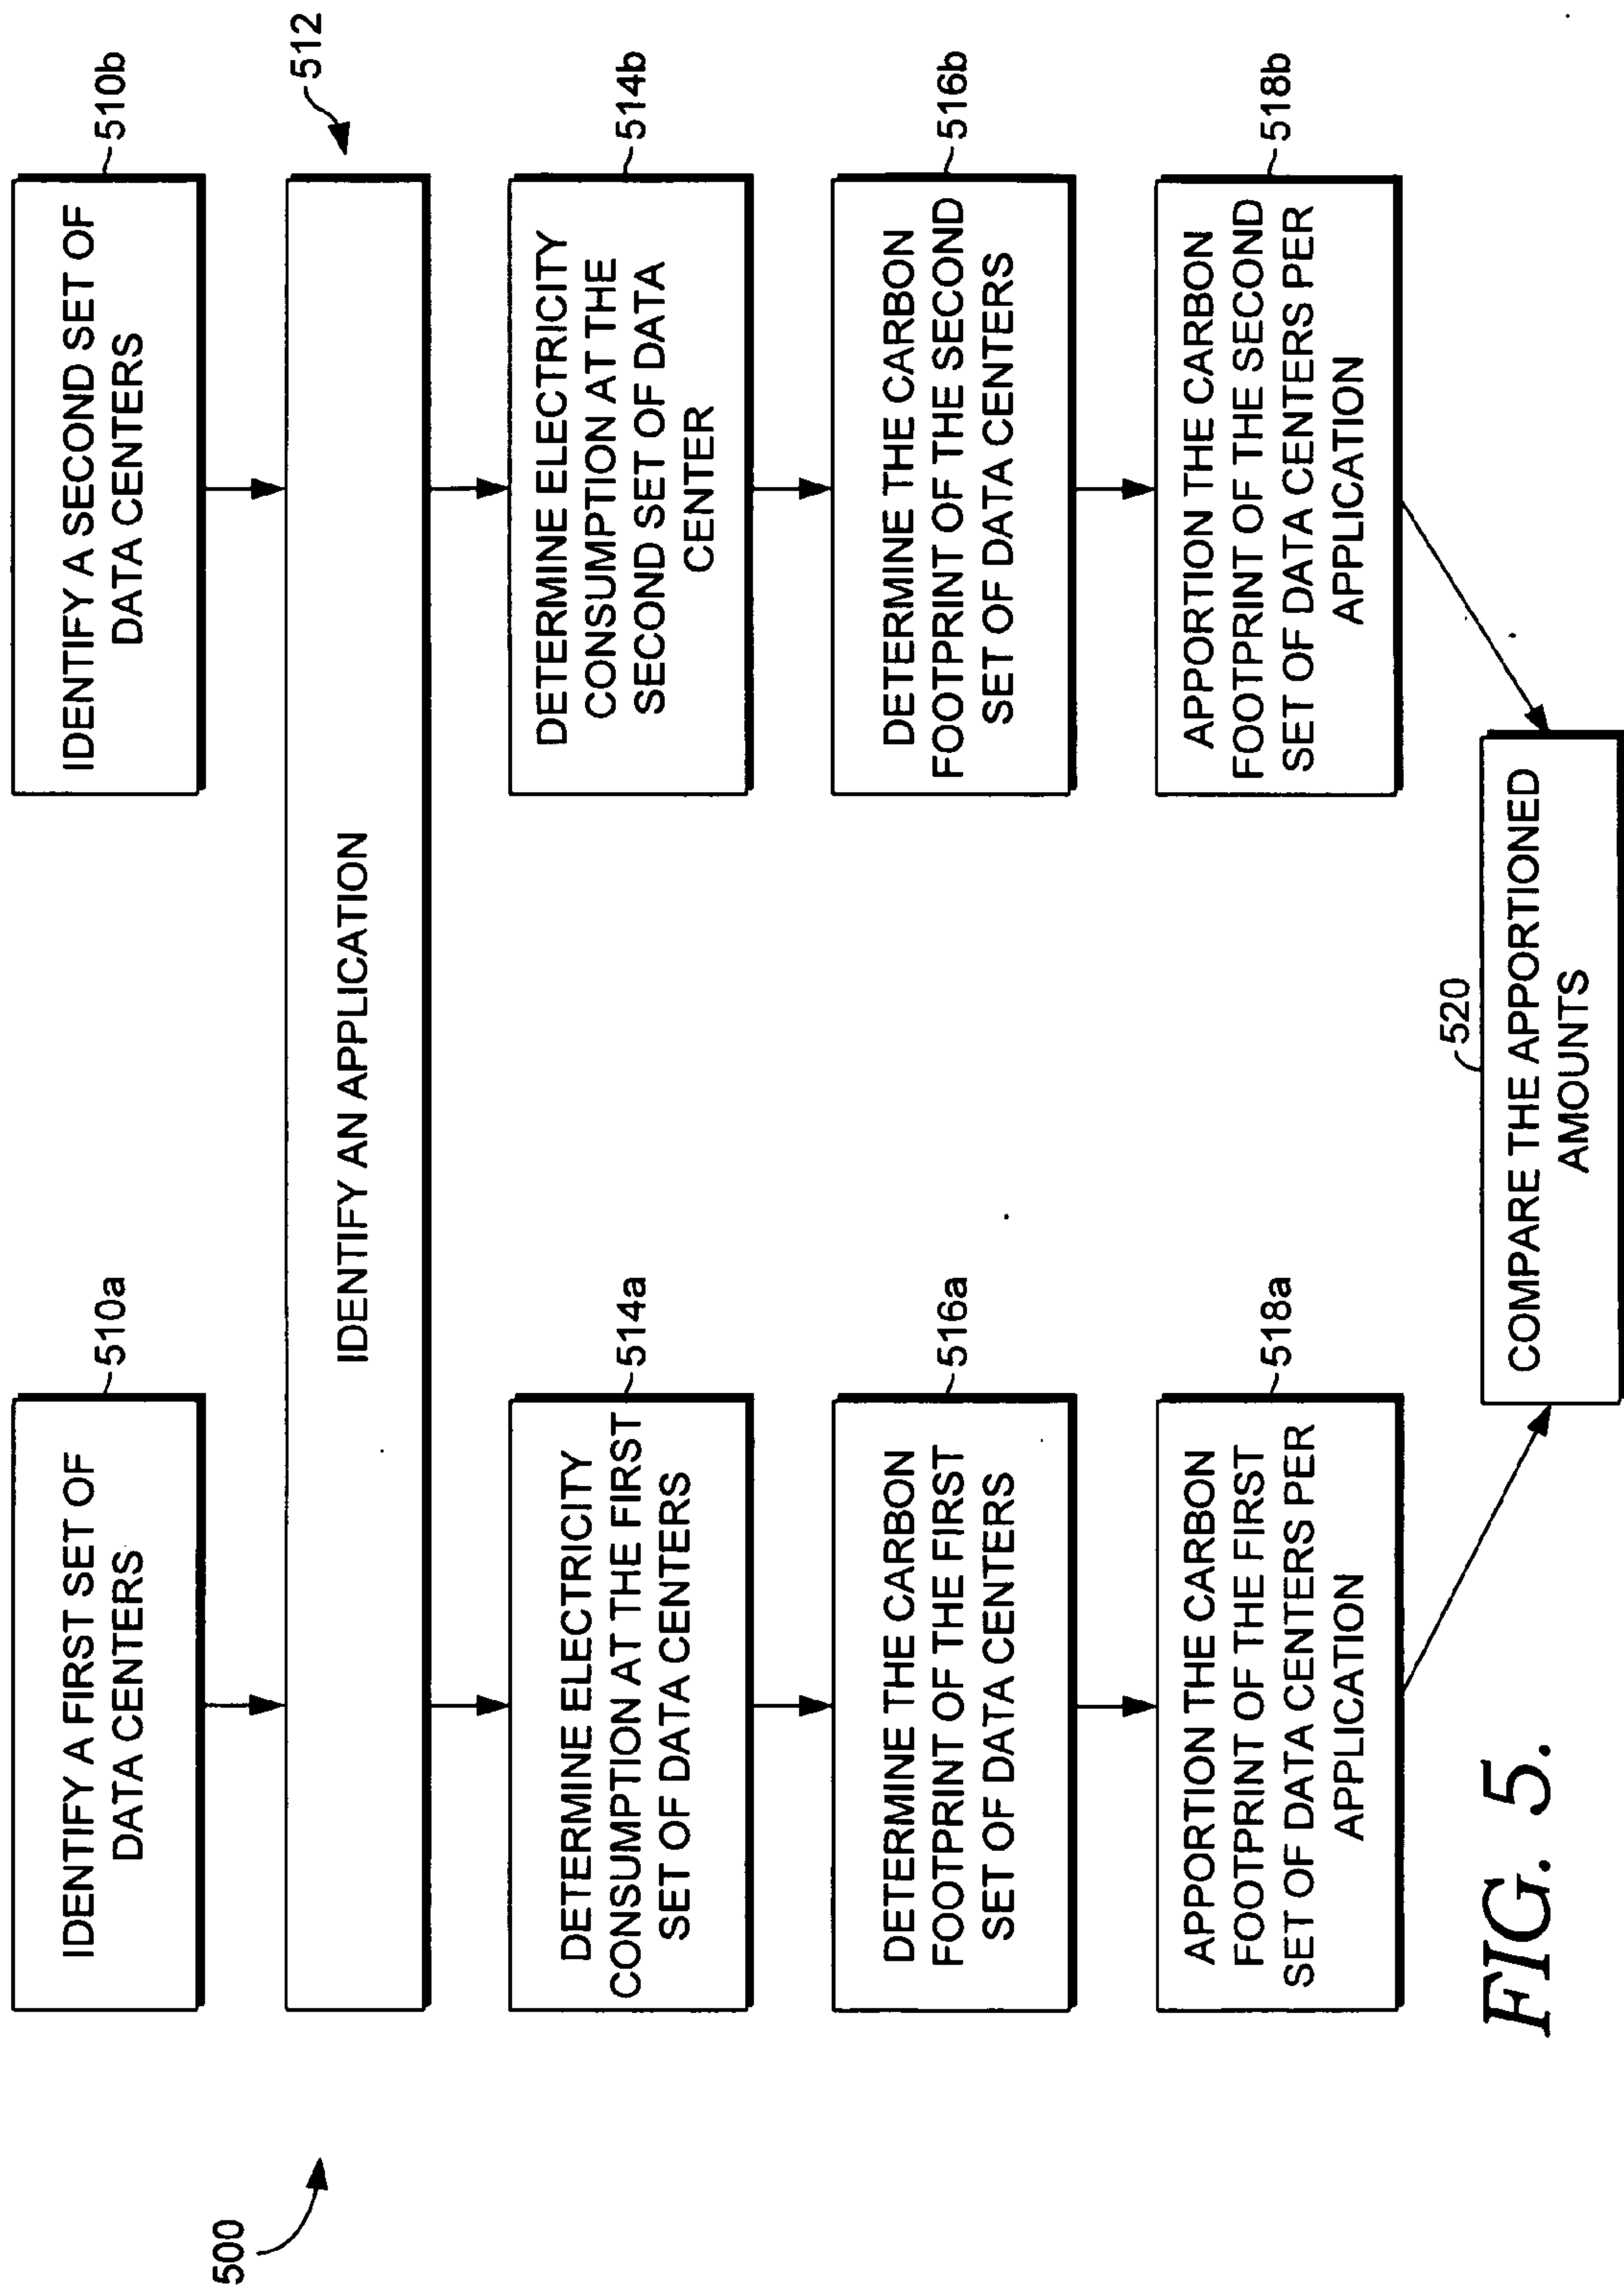 500
510a
IDENTIFY A FIRST SET OF
DATA CENTERS
510b
IDENTIFY A SECOND SET OF
DATA CENTERS
512
IDENTIFY AN APPLICATION
514a
DETERMINE ELECTRICITY
CONSUMPTION AT THE FIRST
SET OF DATA CENTERS
514b
DETERMINE ELECTRICITY
CONSUMPTION AT THE
SECOND SET OF DATA
CENTER
516a
DETERMINE THE CARBON
FOOTPRINT OF THE FIRST
SET OF DATA CENTERS
516b
DETERMINE THE CARBON
FOOTPRINT OF THE SECOND
SET OF DATA CENTERS
518a
APPORTION THE CARBON
FOOTPRINT OF THE FIRST
SET OF DATA CENTERS PER
APPLICATION
518b
APPORTION THE CARBON
FOOTPRINT OF THE SECOND
SET OF DATA CENTERS PER
APPLICATION
520
COMPARE THE APPORTIONED
AMOUNTS
FIG. 5.